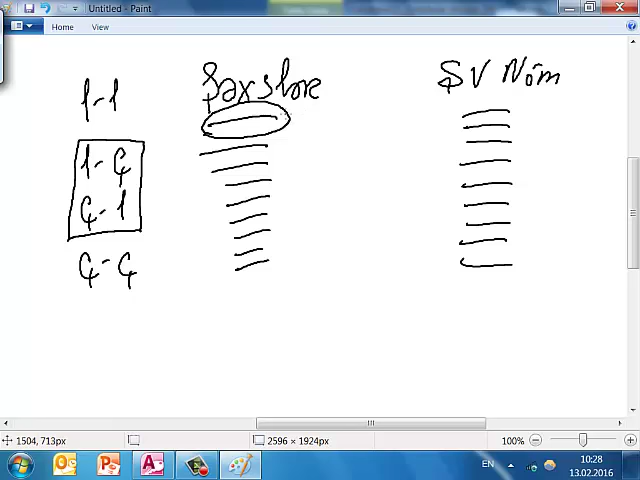 Untitled - Paint
Home View
1-1
Şəxslər
ŞV Nöm
1-Ç
Ç-1
Ç-Ç
1504, 713px
2596 × 1924px
100%
EN
10:28
13.02.2016